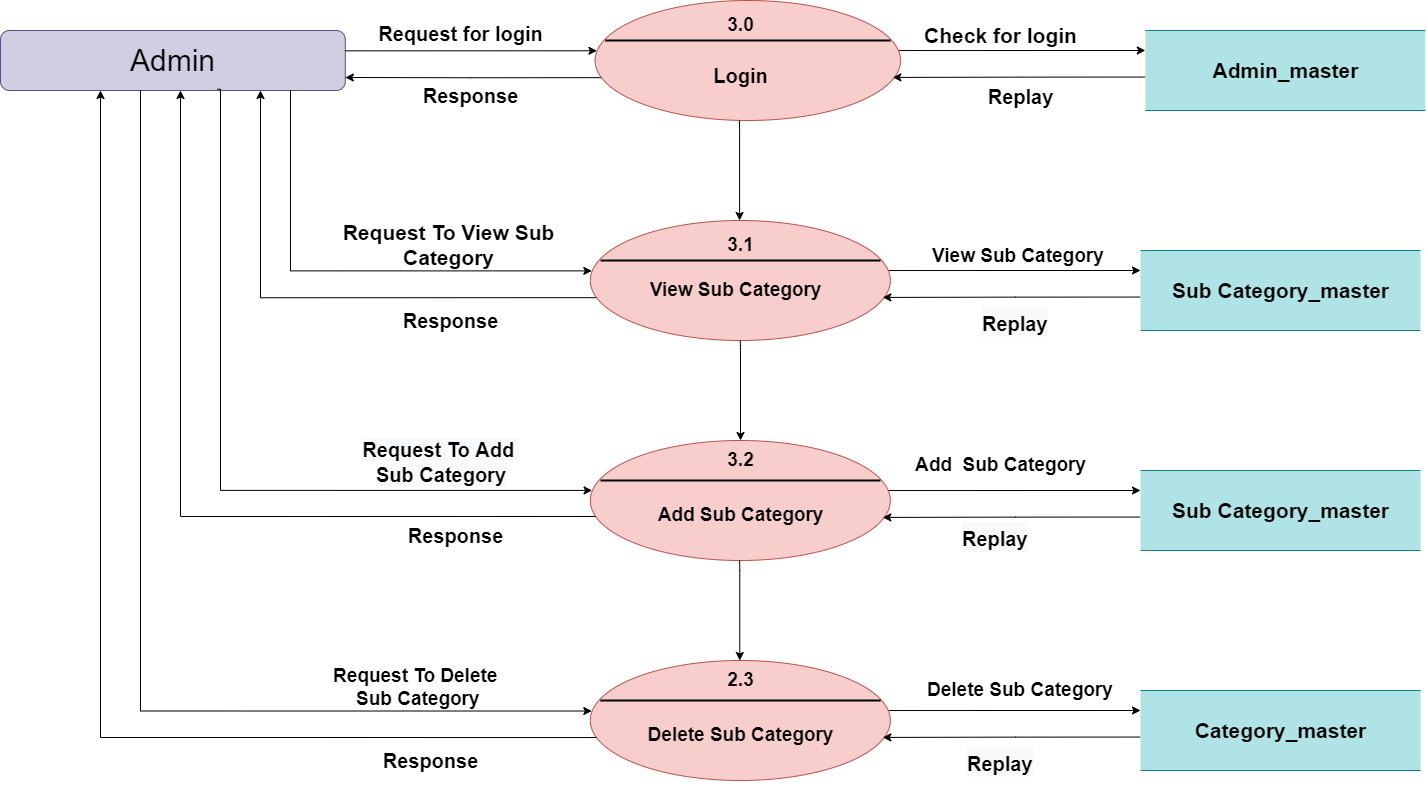 Admin
Request for login
Response
3.0
Login
Check for login
Replay
Admin_master
Request To View Sub
Category
Response
3.1
View Sub Category
View Sub Category
Replay
Sub Category_master
Request To Add
Sub Category
Response
3.2
Add Sub Category
Add  Sub Category
Replay
Sub Category_master
Request To Delete
Sub Category
Response
2.3
Delete Sub Category
Delete Sub Category
Replay
Category_master